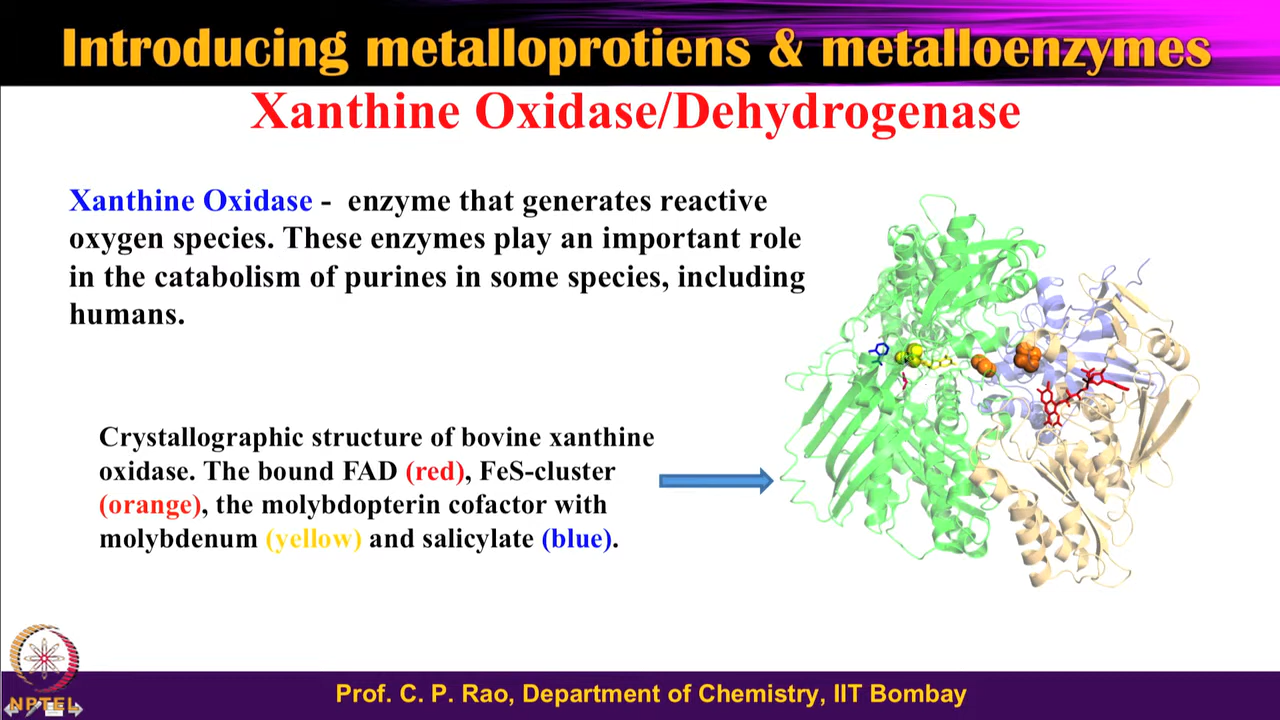 Introducing metalloprotiens & metalloenzymes
Xanthine Oxidase/Dehydrogenase
Xanthine Oxidase - enzyme that generates reactive
oxygen species. These enzymes play an important role
in the catabolism of purines in some species, including
humans.
Crystallographic structure of bovine xanthine
oxidase. The bound FAD (red), FeS-cluster
(orange), the molybdopterin cofactor with
molybdenum (yellow) and salicylate (blue).
NPTEL
Prof. C. P. Rao, Department of Chemistry, IIT Bombay